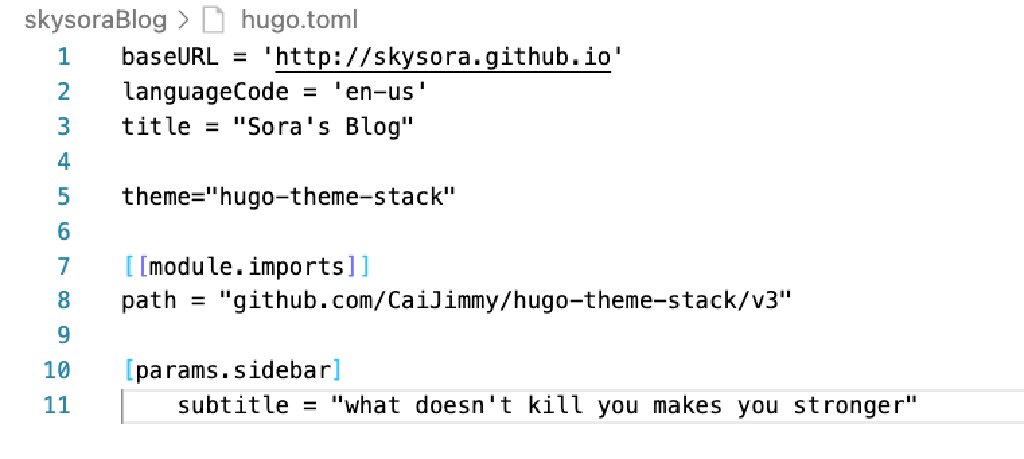 skysoraBlog > hugo.toml
1 baseURL = 'http://skysora.github.io'
2 languageCode = 'en-us'
3 title = "Sora's Blog"
4
5 theme="hugo-theme-stack"
6
7 [[module.imports]]
8 path = "github.com/CaiJimmy/hugo-theme-stack/v3"
9
10 [params.sidebar]
11 subtitle = "what doesn't kill you makes you stronger"